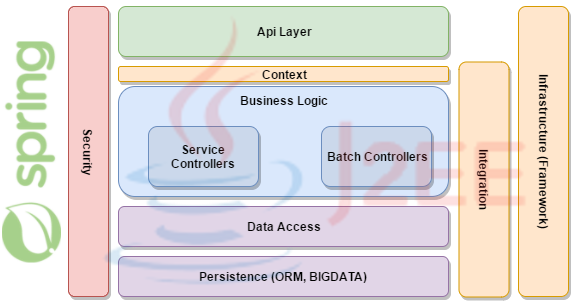 spring
Security
Api Layer
Context
Business Logic
Service
Controllers
Batch Controllers
Data Access
Persistence (ORM, BIGDATA)
Integration
Infrastructure (Framework)
J2EE